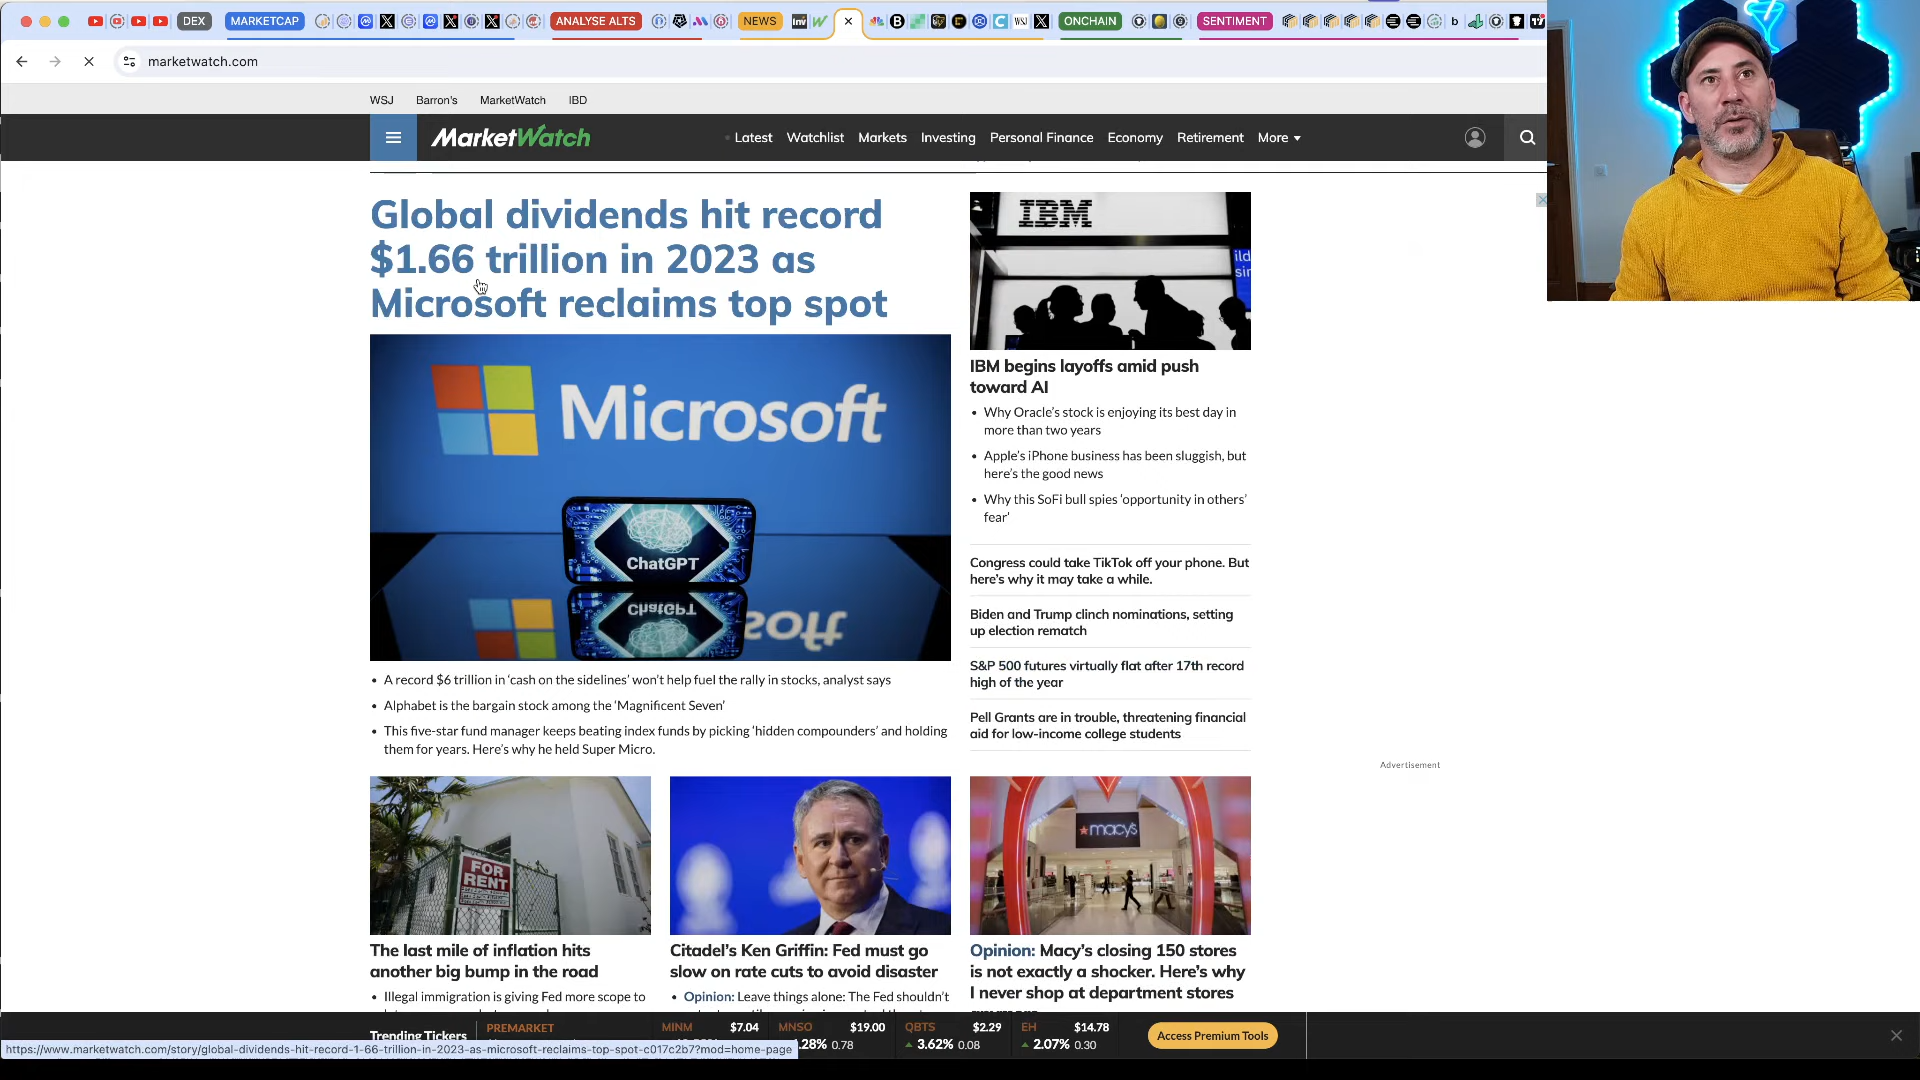 DEX
MARKETCAP
ANALYSE ALTS
NEWS
ONCHAIN
SENTIMENT
marketwatch.com
WSJ
Barron's
MarketWatch
IBD
MarketWatch
Latest
Watchlist
Markets
Investing
Personal Finance
Economy
Retirement
More
Global dividends hit record
$1.66 trillion in 2023 as
Microsoft reclaims top spot
Microsoft
ChatGPT
A record $6 trillion in ‘cash on the sidelines’ won’t help fuel the rally in stocks, analyst says
Alphabet is the bargain stock among the ‘Magnificent Seven’
This five-star fund manager keeps beating index funds by picking ‘hidden compounders’ and holding
them for years. Here’s why he held Super Micro.
IBM
IBM begins layoffs amid push
toward AI
Why Oracle’s stock is enjoying its best day in
more than two years
Apple’s iPhone business has been sluggish, but
here’s the good news
Why this SoFi bull spies ‘opportunity in others’
fear’
Congress could take TikTok off your phone. But
here’s why it may take a while.
Biden and Trump clinch nominations, setting
up election rematch
S&P 500 futures virtually flat after 17th record
high of the year
Pell Grants are in trouble, threatening financial
aid for low-income college students
Advertisement
FOR
RENT
macy's
The last mile of inflation hits
another big bump in the road
Illegal immigration is giving Fed more scope to
Citadel’s Ken Griffin: Fed must go
slow on rate cuts to avoid disaster
Opinion: Leave things alone: The Fed shouldn’t
Opinion: Macy’s closing 150 stores
is not exactly a shocker. Here’s why
I never shop at department stores
Trending Tickers
PREMARKET
MINM $7.04
MNSO $19.00
.28% 0.78
QBTS $2.29
3.62% 0.08
EH $14.78
2.07% 0.30
Access Premium Tools
https://www.marketwatch.com/story/global-dividends-hit-record-1-66-trillion-in-2023-as-microsoft-reclaims-top-spot-c017c2b7?mod=home-page